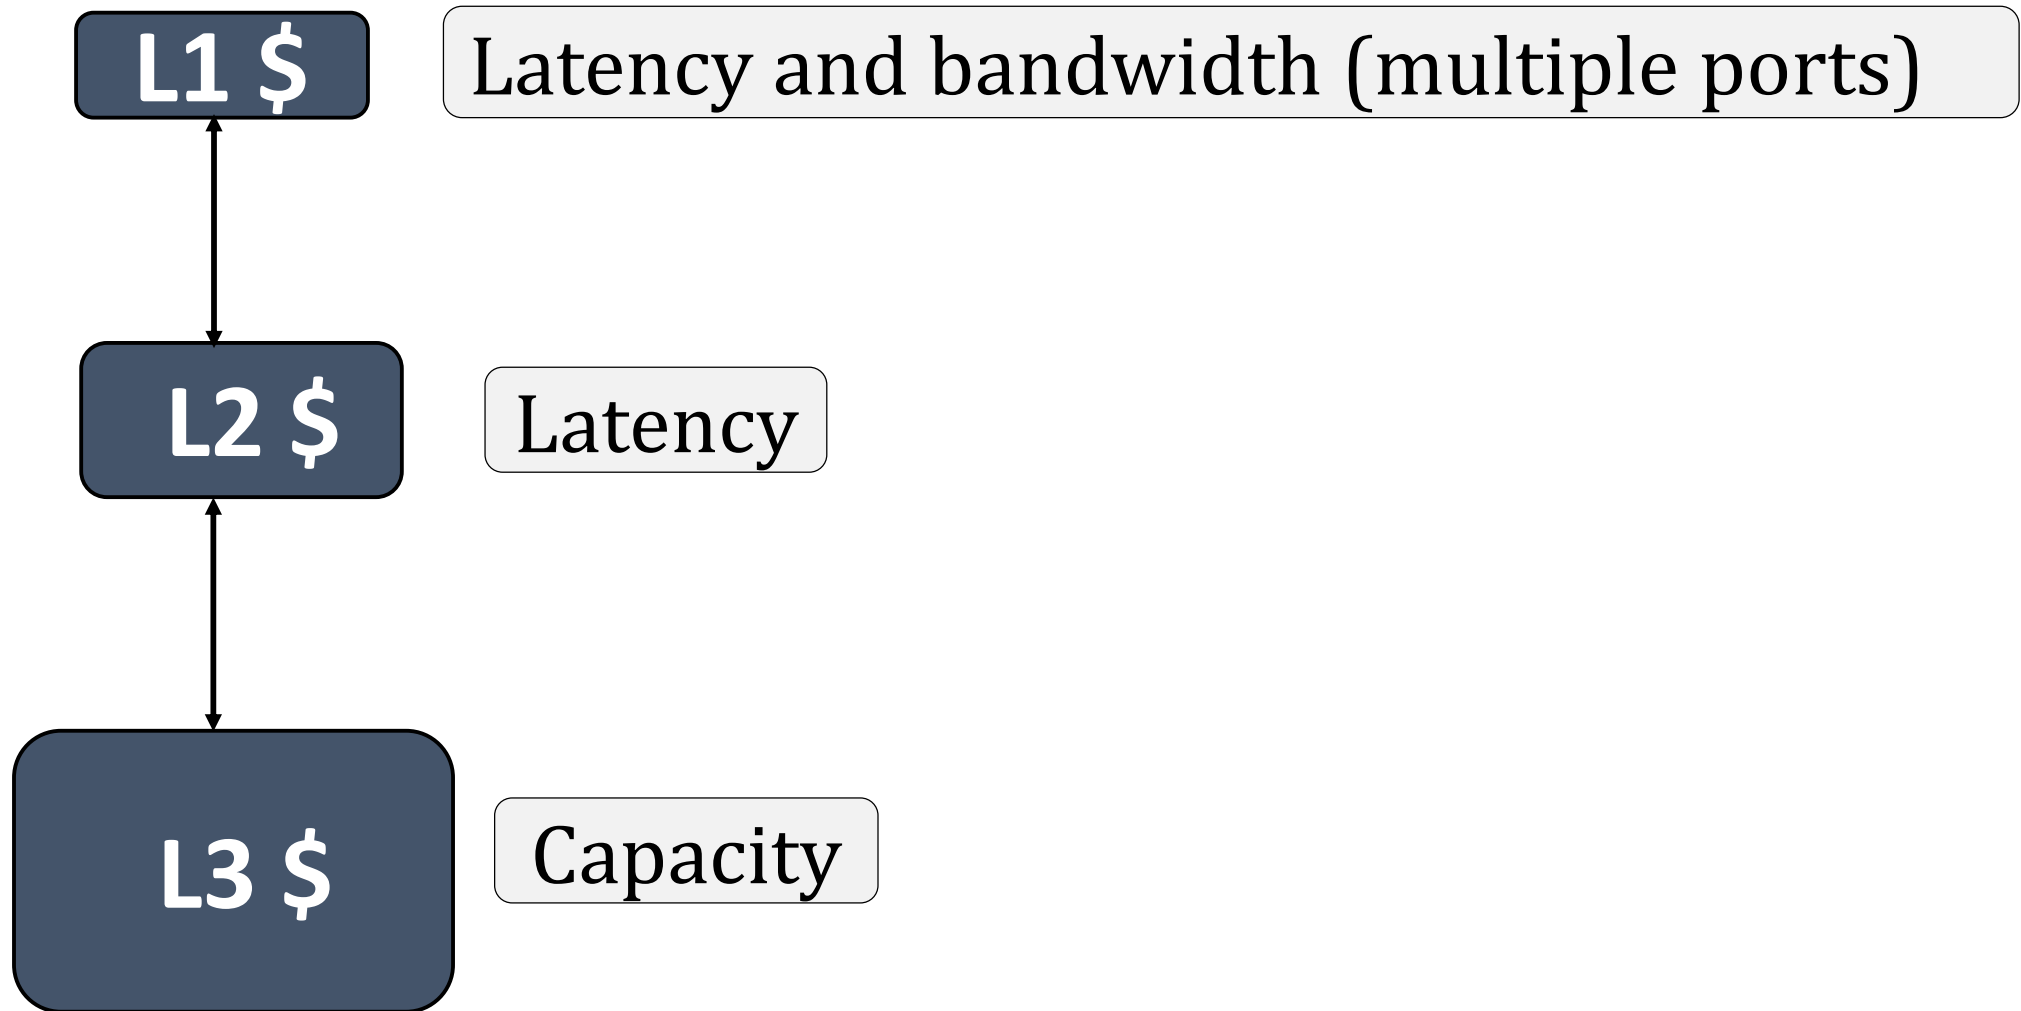 L1 $
Latency and bandwidth (multiple ports)
L2 $
Latency
L3 $
Capacity